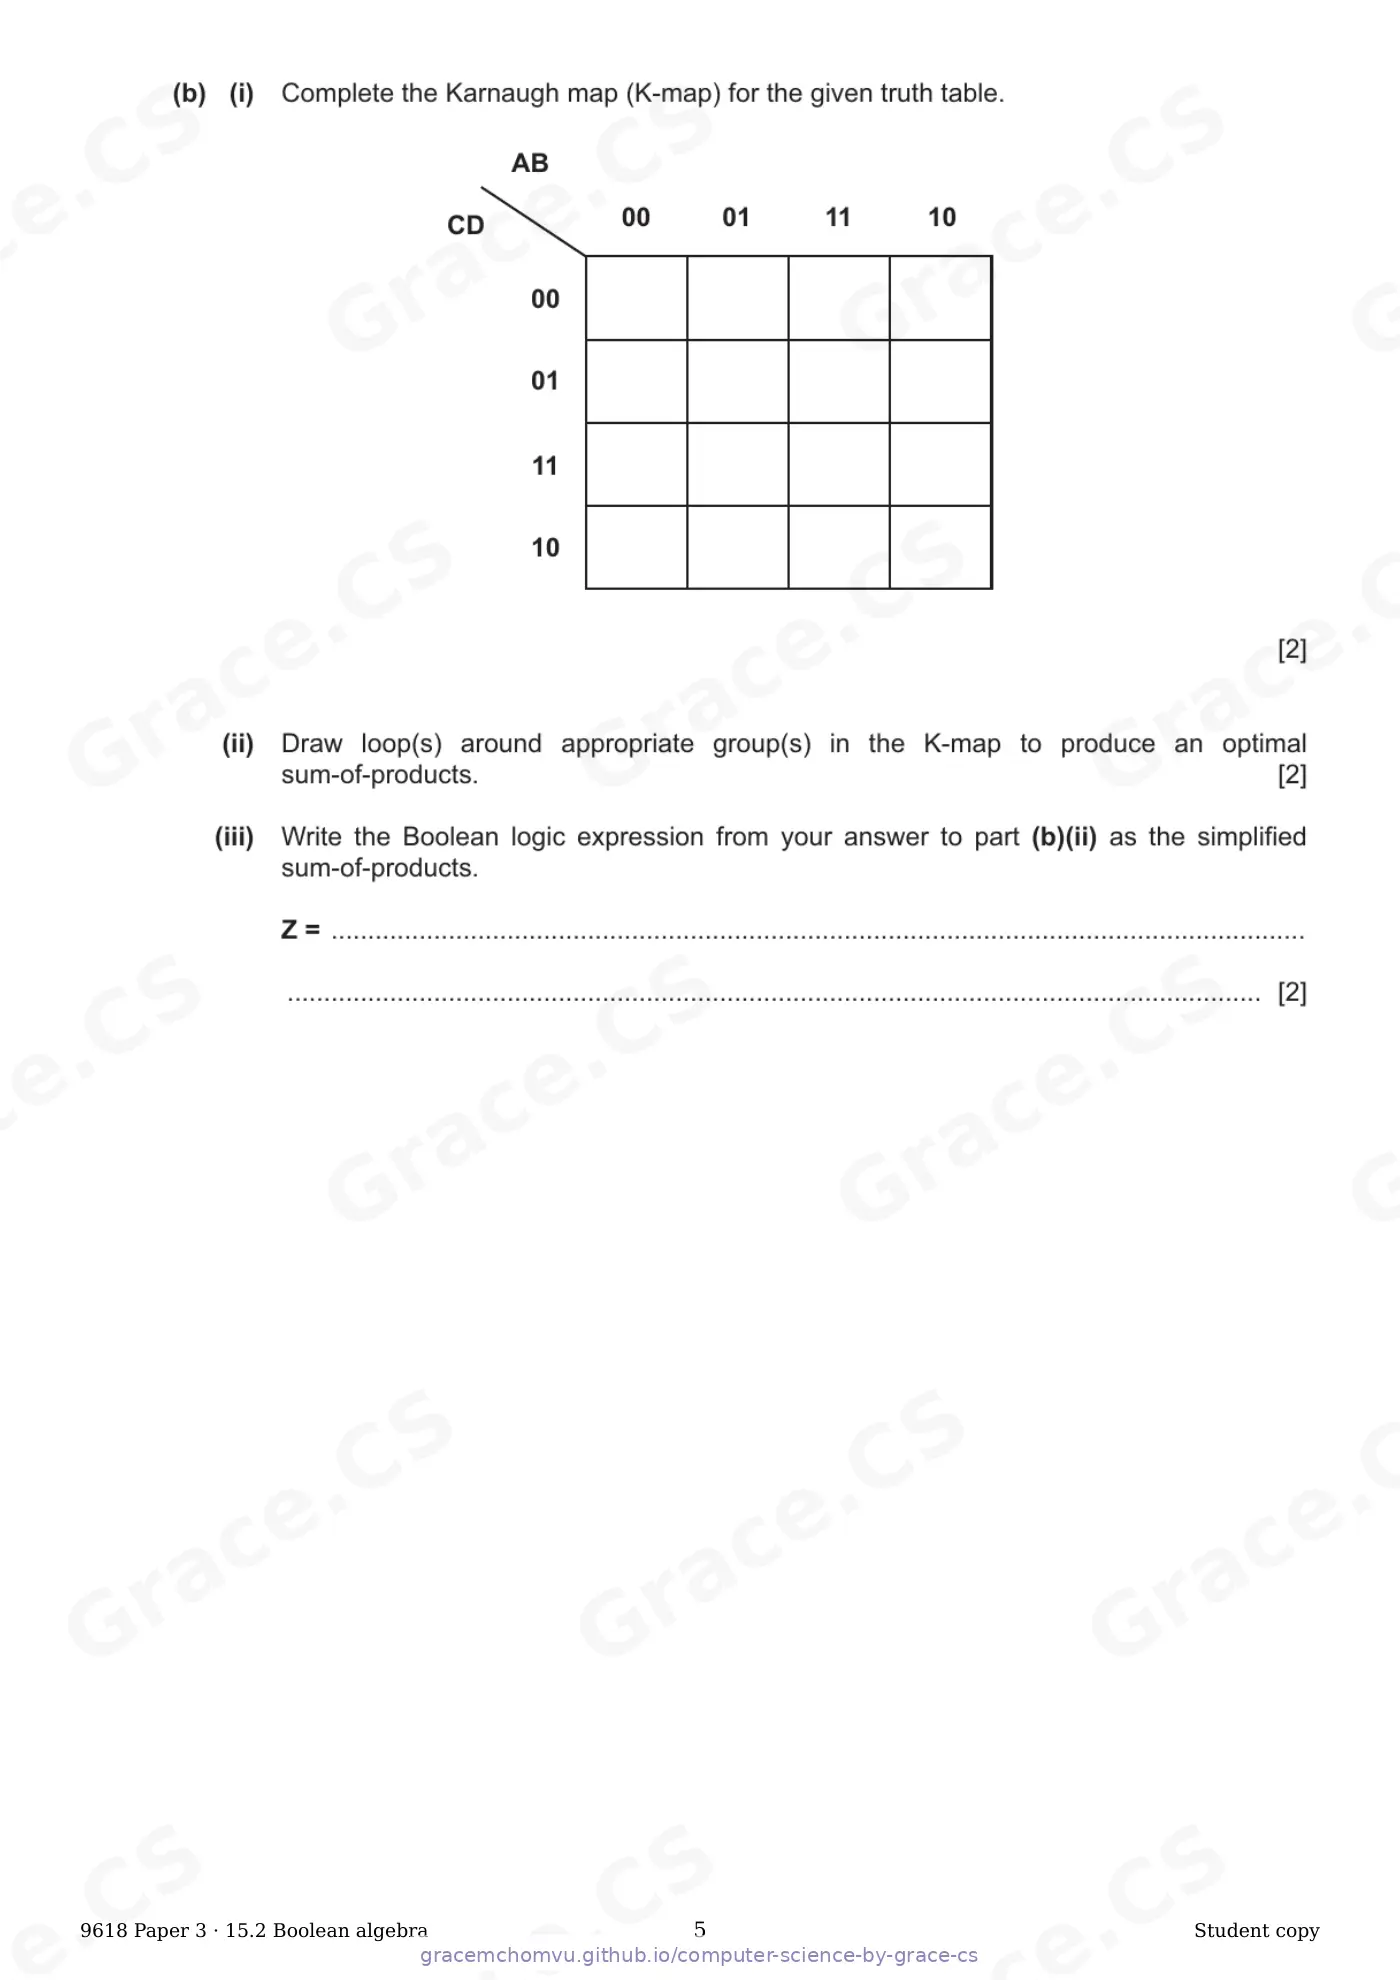 (b) (i) Complete the Karnaugh map (K-map) for the given truth table.
AB
CD 00 01 11 10
00
01
11
10
[2]
(ii) Draw loop(s) around appropriate group(s) in the K-map to produce an optimal
sum-of-products. [2]
(iii) Write the Boolean logic expression from your answer to part (b)(ii) as the simplified
sum-of-products.
Z = ....................................................................................................................................
.................................................................................................................................... [2]
9618 Paper 3 · 15.2 Boolean algebra 5 Student copy
gracemchomvu.github.io/computer-science-by-grace-cs
Grace.CS